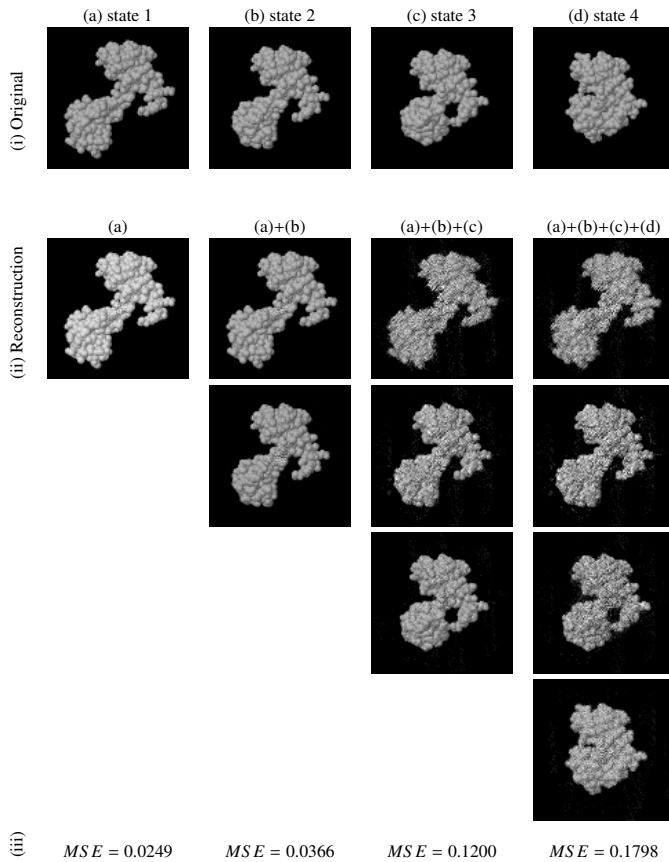 (a) state 1 (b) state 2 (c) state 3 (d) state 4
(i) Original
(a) (a)+(b) (a)+(b)+(c) (a)+(b)+(c)+(d)
(ii) Reconstruction
(iii) MSE = 0.0249 MSE = 0.0366 MSE = 0.1200 MSE = 0.1798